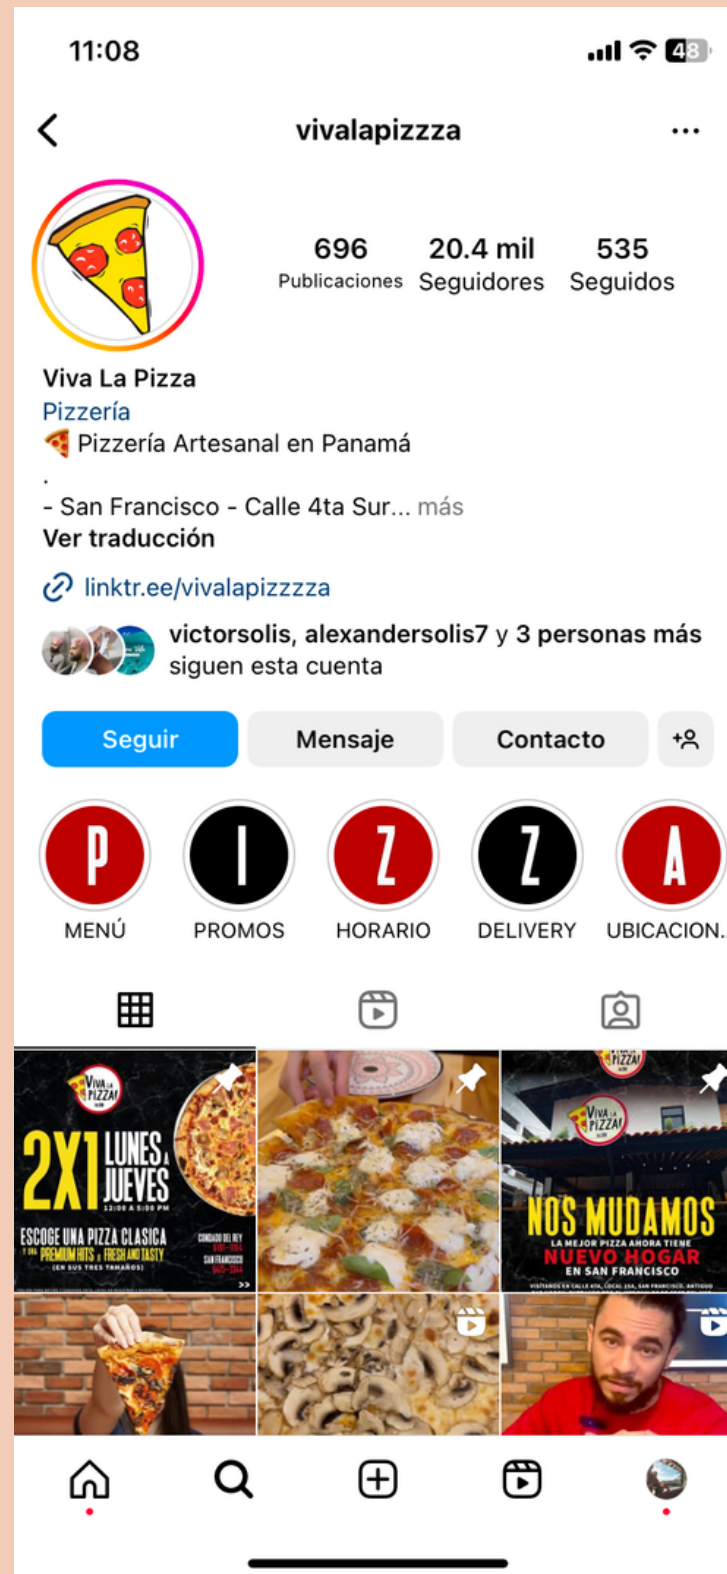 11:08
48
vivalapizzza
696
20.4 mil
535
Publicaciones
Seguidores
Seguidos
Viva La Pizza
Pizzería
Pizzería Artesanal en Panamá
.
- San Francisco - Calle 4ta Sur... más
Ver traducción
linktr.ee/vivalapizzzza
victorsolis, alexandersolis7 y 3 personas más
siguen esta cuenta
Seguir
Mensaje
Contacto
P
I
Z
Z
A
MENÚ
PROMOS
HORARIO
DELIVERY
UBICACION..
VIVA LA
PIZZA!
2X1 LUNES A
JUEVES
12:00 A 5:00 PM
ESCOGE UNA PIZZA CLASICA
Y UNA PREMIUM HITS o FRESH AND TASTY
(EN SUS TRES TAMAÑOS)
CONDADO DEL REY
SAN FRANCISCO
>>
PIZZA!
VIVA LA
PIZZA!
NOS MUDAMOS
LA MEJOR PIZZA AHORA TIENE
NUEVO HOGAR
EN SAN FRANCISCO